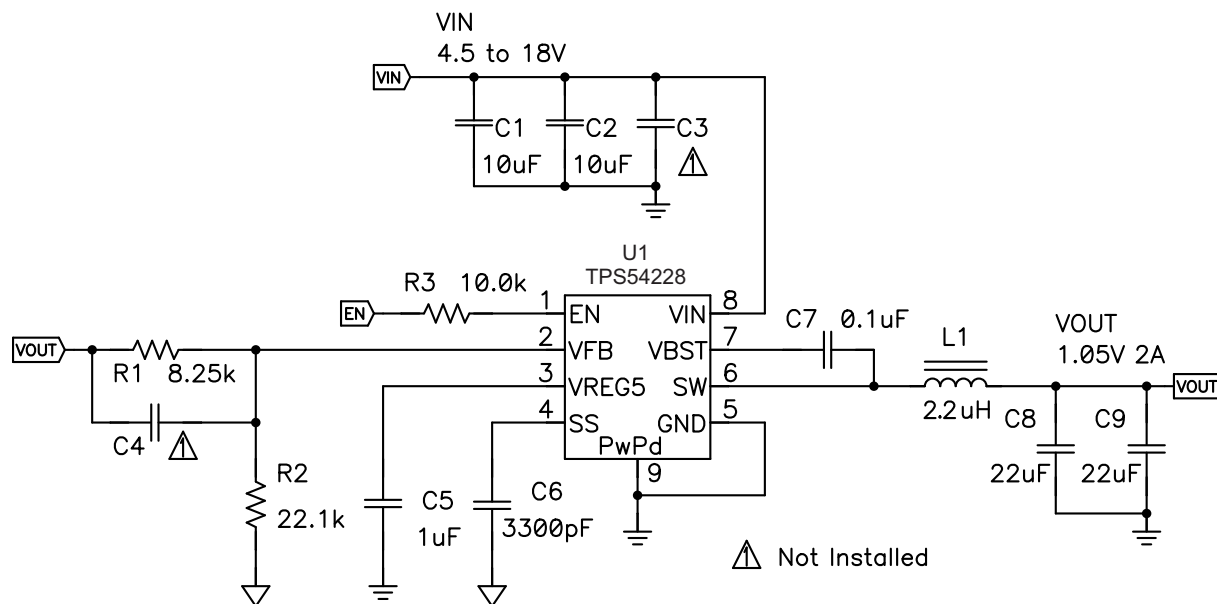 VIN
4.5 to 18V
VIN
C1
C2
C3
10uF
10uF
1
U1
TPS54228
R3 10.0k
EN
1
EN
VIN
8
C7 0.1uF
VOUT
1.05V 2A
L1
VOUT
2
VFB
VBST
7
R1 8.25k
3
VREG5
SW
6
VOUT
2.2uH
C8
C9
4
SS
GND
5
C4
1
PwPd
9
22uF
22uF
R2
22.1k
C5
1uF
C6
3300pF
1 Not Installed